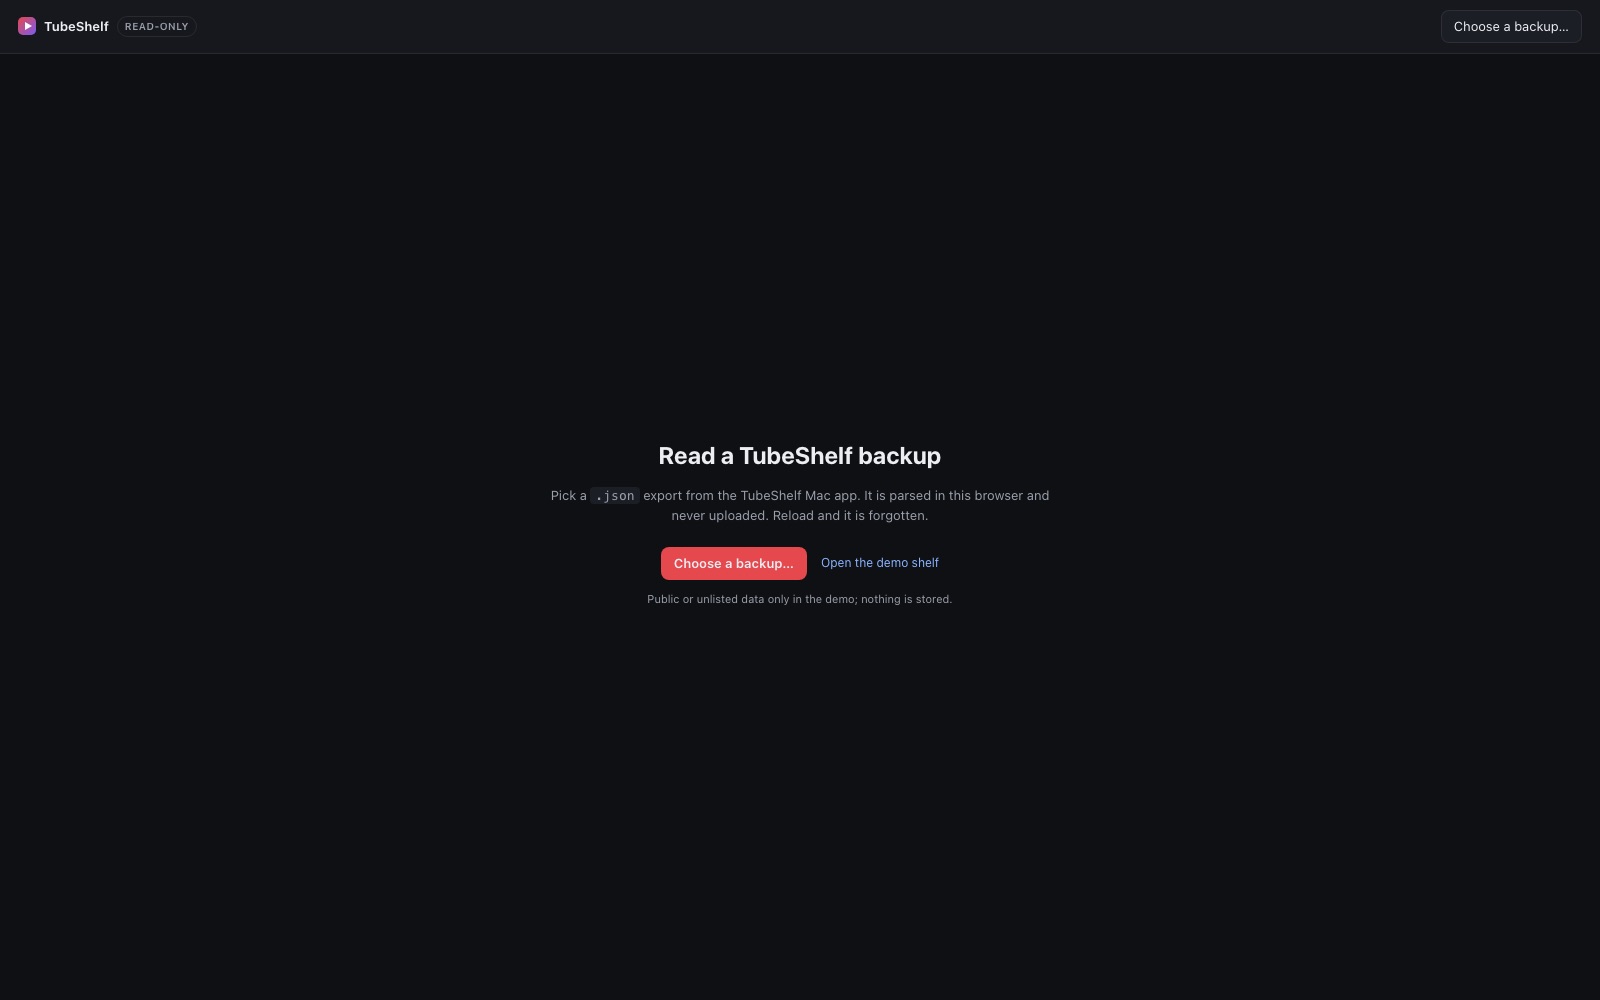 TubeShelf READ-ONLY Choose a backup…
Read a TubeShelf backup
Pick a .json export from the TubeShelf Mac app. It is parsed in this browser and
never uploaded. Reload and it is forgotten.
Choose a backup… Open the demo shelf
Public or unlisted data only in the demo; nothing is stored.